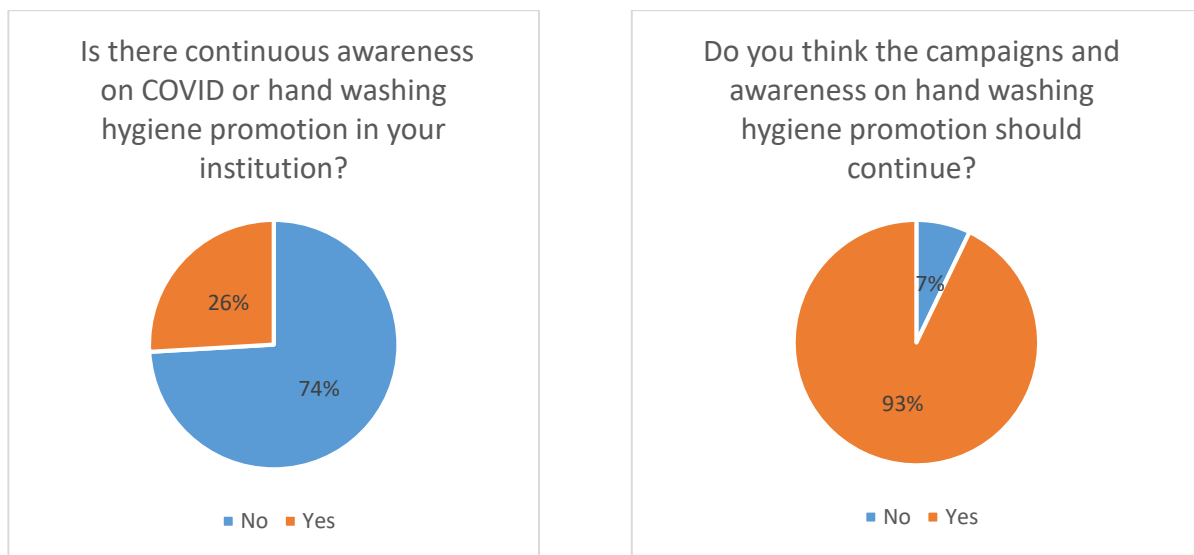 Is there continuous awareness
on COVID or hand washing
hygiene promotion in your
institution?
26%
74%
No Yes
Do you think the campaigns and
awareness on hand washing
hygiene promotion should
continue?
7%
93%
No Yes